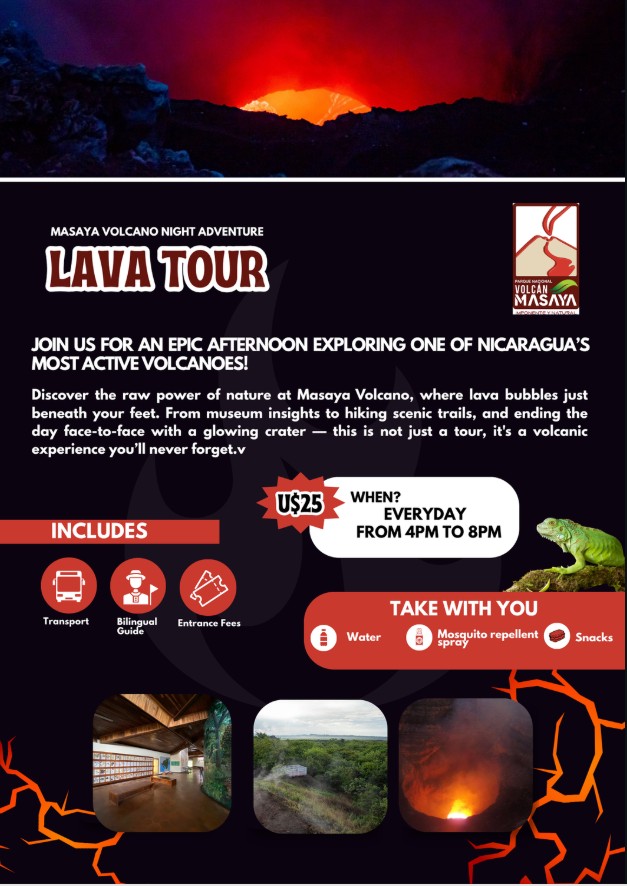 MASAYA VOLCANO NIGHT ADVENTURE
LAVA TOUR
PARQUE NACIONAL
VOLCÁN
MASAYA
IMPONENTE Y NATURAL
JOIN US FOR AN EPIC AFTERNOON EXPLORING ONE OF NICARAGUA'S
MOST ACTIVE VOLCANOES!
Discover the raw power of nature at Masaya Volcano, where lava bubbles just
beneath your feet. From museum insights to hiking scenic trails, and ending the
day face-to-face with a glowing crater — this is not just a tour, it's a volcanic
experience you'll never forget.v
U$25
WHEN?
EVERYDAY
FROM 4PM TO 8PM
INCLUDES
Transport
Bilingual
Guide
Entrance Fees
TAKE WITH YOU
Water
Mosquito repellent
spray
Snacks